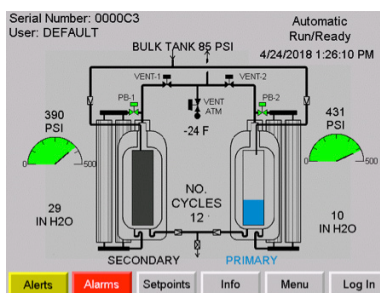 Serial Number: 0000C3
User: DEFAULT
Automatic
Run/Ready
4/24/2018 1:26:10 PM
BULK TANK 85 PSI
VENT-1
VENT-2
PB-1
VENT
ATM
PB-2
390
PSI
431
PSI
-24 F
0
500
0
500
29
IN H2O
NO.
CYCLES
12
10
IN H2O
SECONDARY
PRIMARY
Alerts
Alarms
Setpoints
Info
Menu
Log In